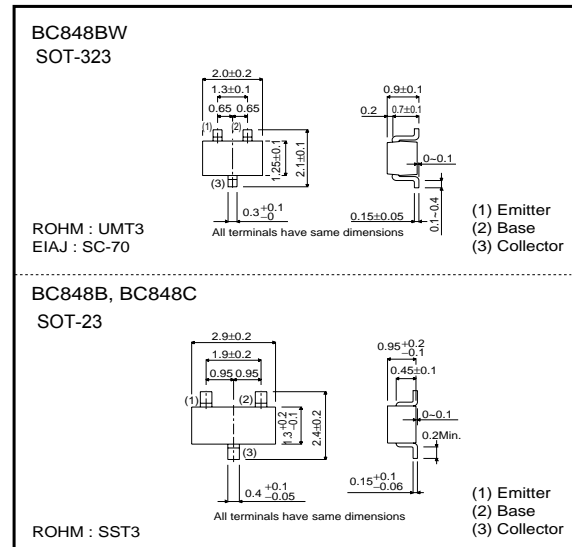 BC848BW
SOT-323
2.0±0.2
1.3±0.1
0.65 0.65
(1) (2)
(3)
1.25±0.1
2.1±0.1
0.3 +0.1 −0
All terminals have same dimensions
0.9±0.1
0.2 0.7±0.1
0~0.1
0.1~0.4
0.15±0.05
ROHM : UMT3
EIAJ : SC-70
(1) Emitter
(2) Base
(3) Collector
BC848B, BC848C
SOT-23
2.9±0.2
1.9±0.2
0.95 0.95
(1) (2)
(3)
1.3 +0.2 −0.1
2.4±0.2
0.4 +0.1 −0.05
All terminals have same dimensions
0.95 +0.2 −0.1
0.45±0.1
0~0.1
0.2Min.
0.15 +0.1 −0.06
ROHM : SST3
(1) Emitter
(2) Base
(3) Collector